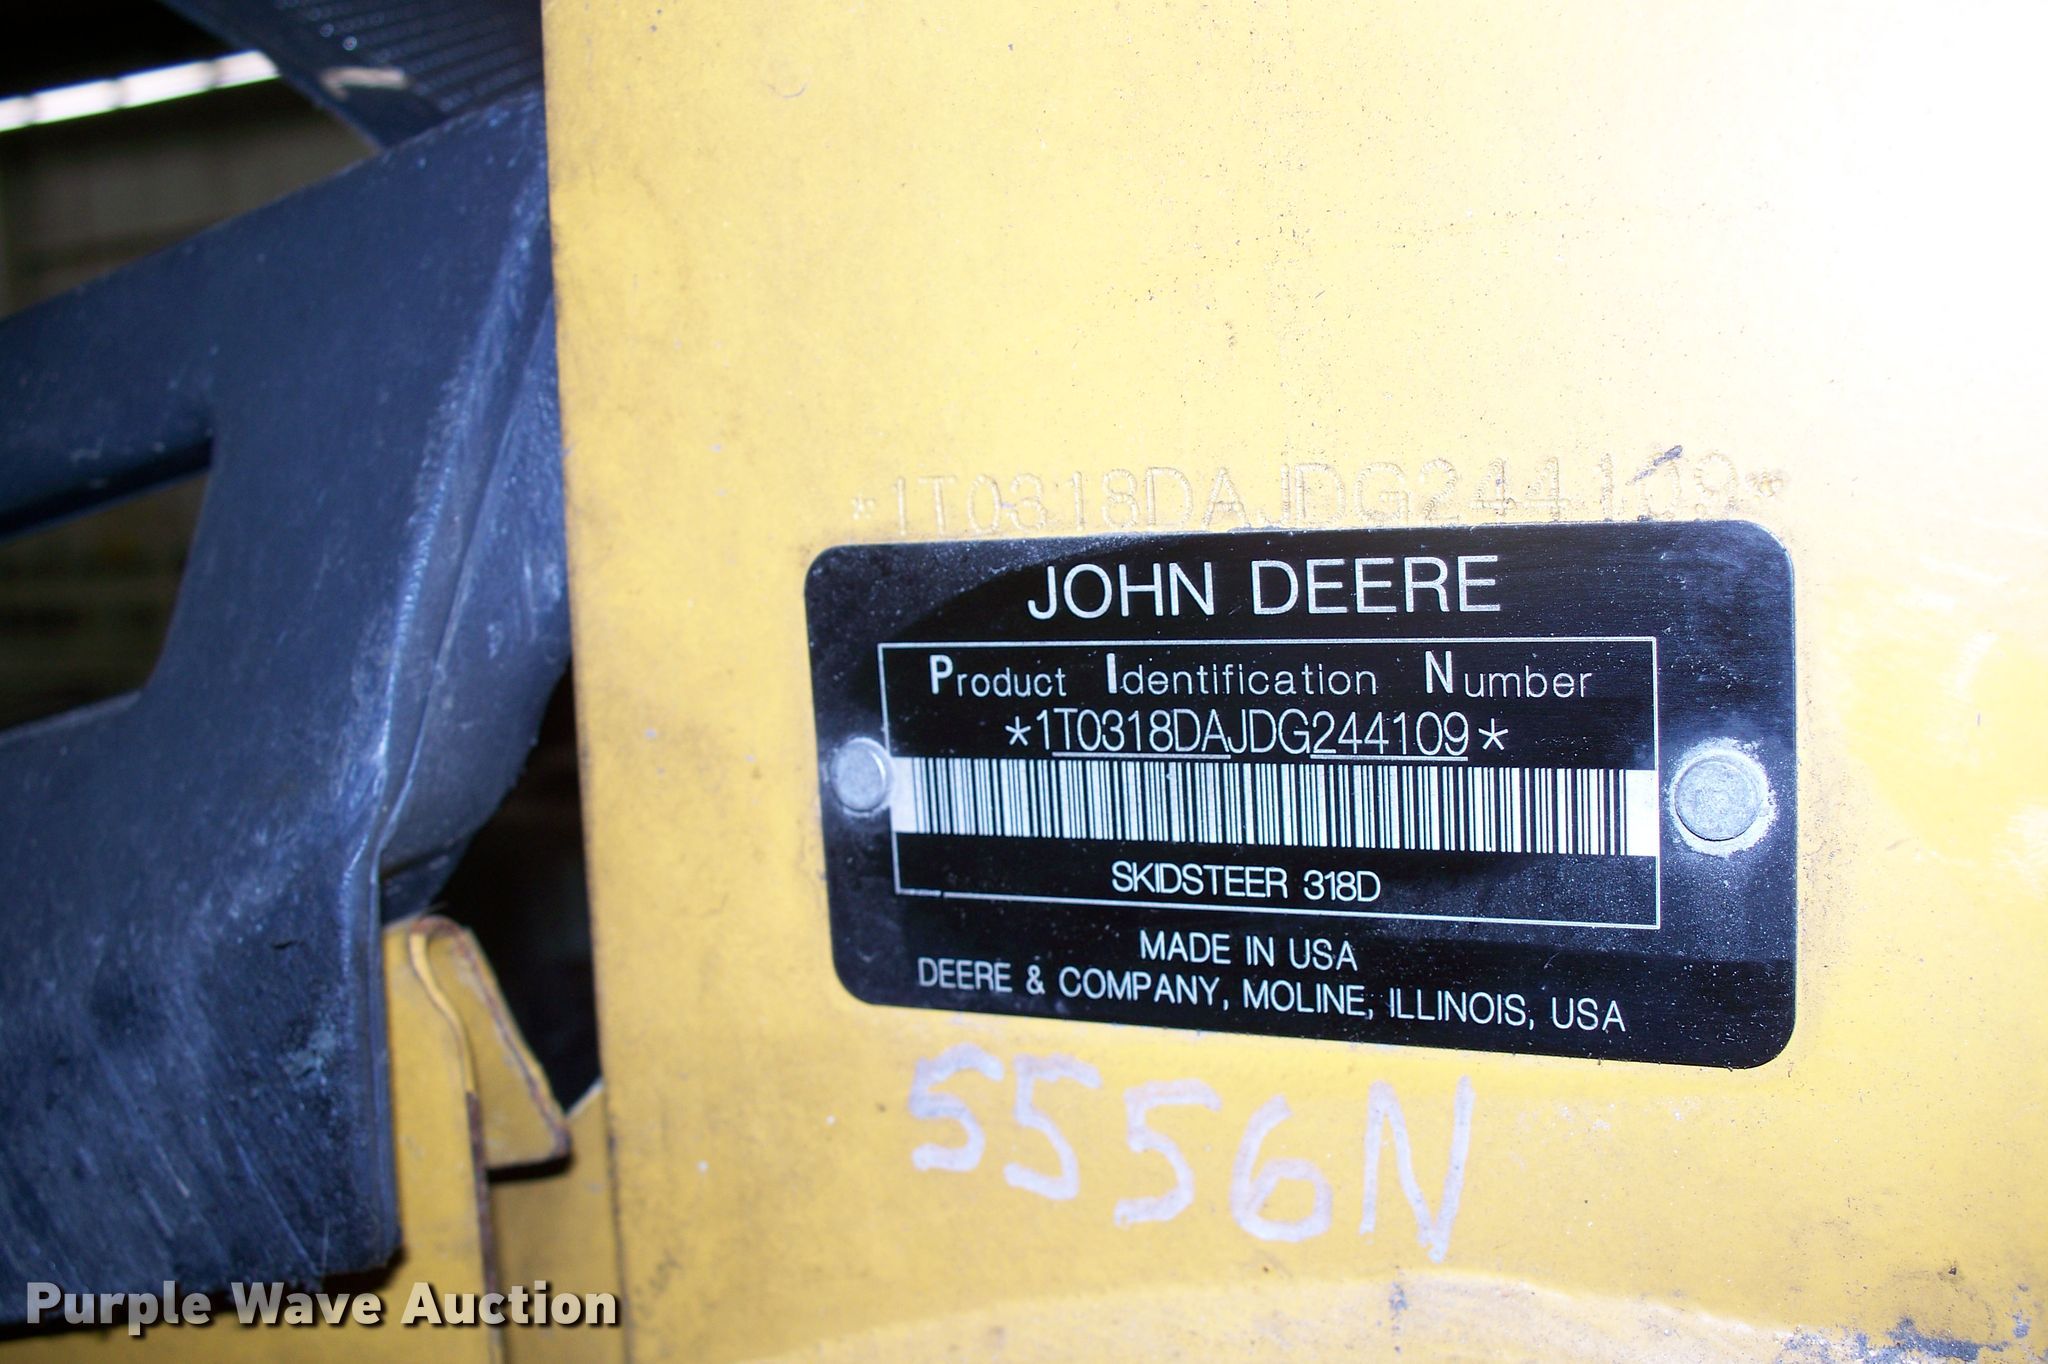 *1T0318DAJDG244109*
JOHN DEERE
Product Identification Number
*1T0318DAJDG244109*
SKIDSTEER 318D
MADE IN USA
DEERE & COMPANY, MOLINE, ILLINOIS, USA
5556N
Purple Wave Auction